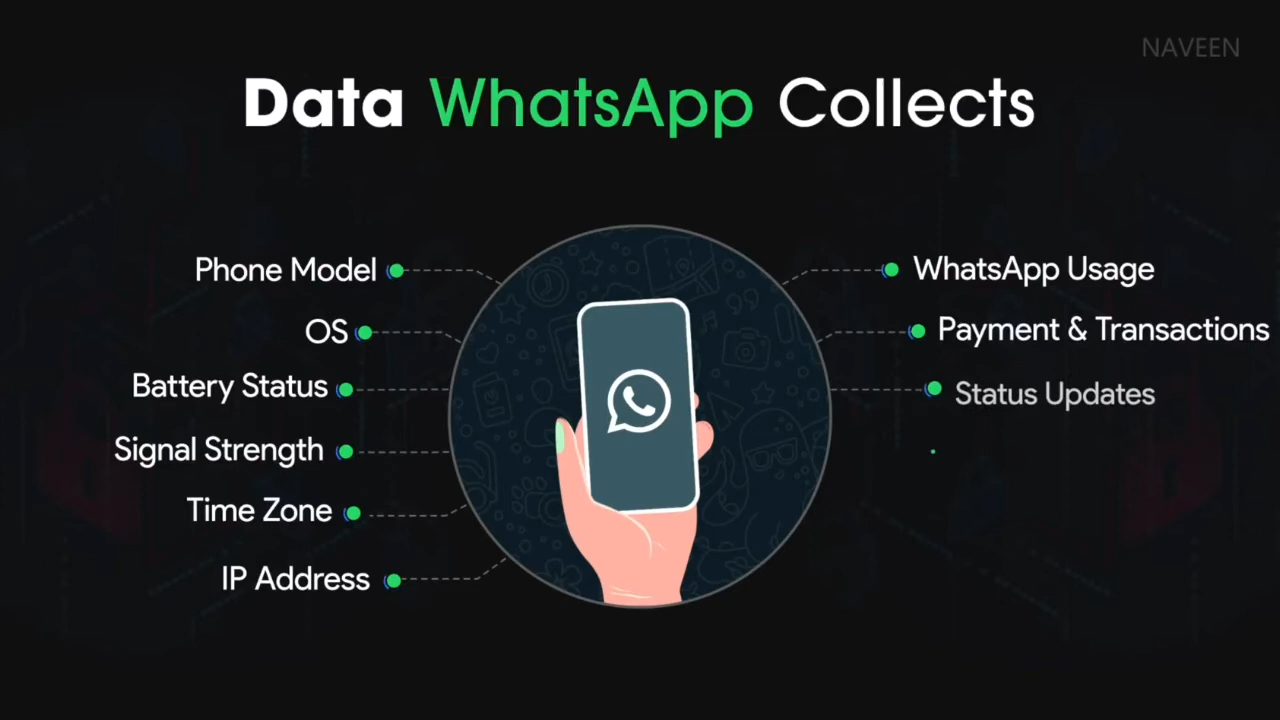 NAVEEN
Data WhatsApp Collects
Phone Model
OS
Battery Status
Signal Strength
Time Zone
IP Address
WhatsApp Usage
Payment & Transactions
Status Updates